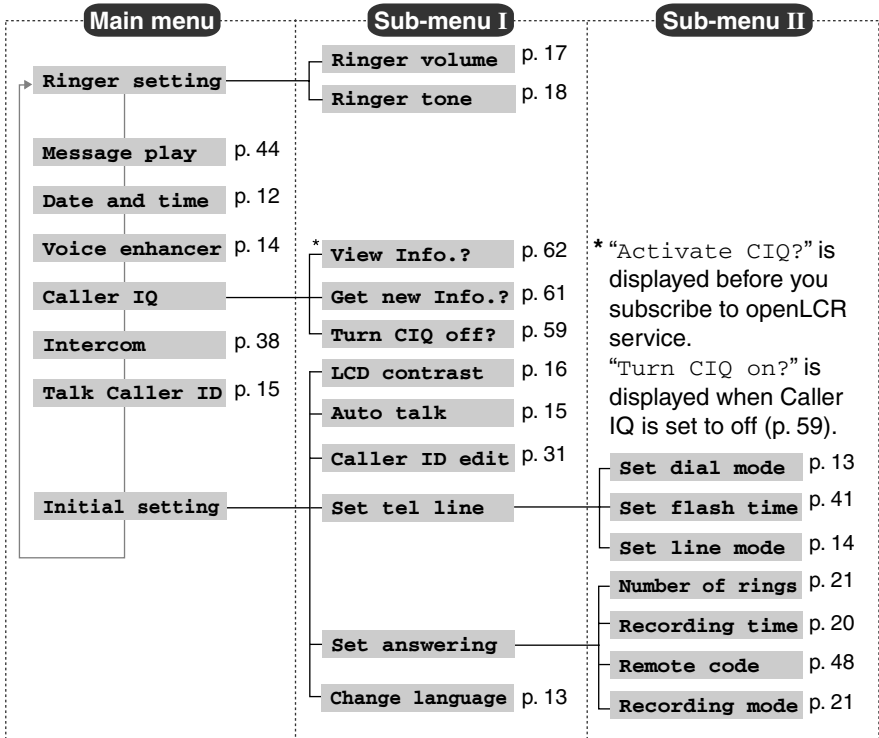 Main menu
Sub-menu I
Sub-menu II
Ringer setting
Ringer volume p. 17
Ringer tone p. 18
Message play p. 44
Date and time p. 12
Voice enhancer p. 14
Caller IQ
* View Info.? p. 62
Get new Info.? p. 61
Turn CIQ off? p. 59
* “Activate CIQ?” is
displayed before you
subscribe to openLCR
service.
“Turn CIQ on?” is
displayed when Caller
IQ is set to off (p. 59).
Intercom p. 38
Talk Caller ID p. 15
Initial setting
LCD contrast p. 16
Auto talk p. 15
Caller ID edit p. 31
Set tel line
Set dial mode p. 13
Set flash time p. 41
Set line mode p. 14
Set answering
Number of rings p. 21
Recording time p. 20
Remote code p. 48
Recording mode p. 21
Change language p. 13